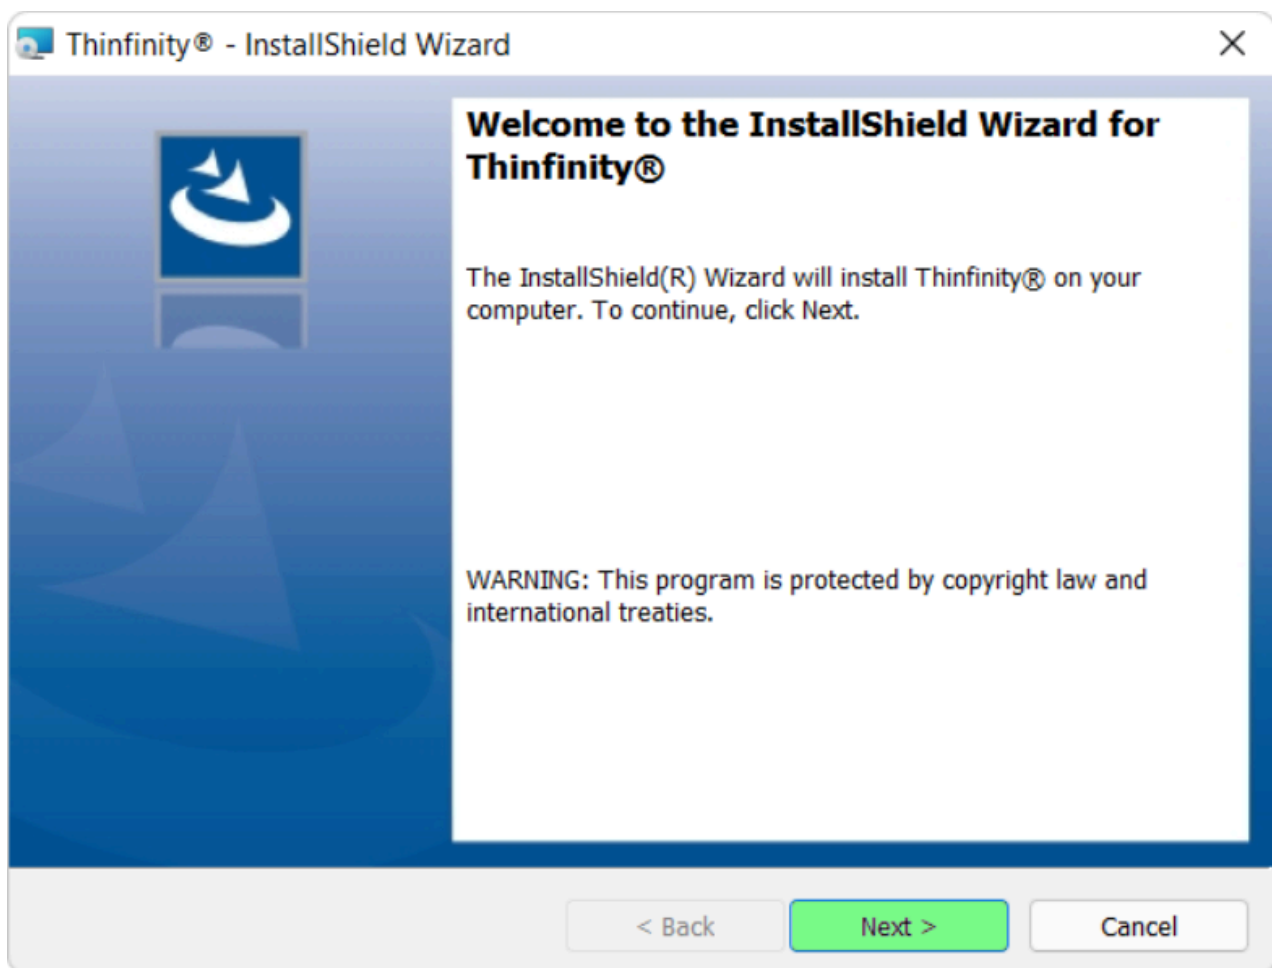 Thinfinity® - InstallShield Wizard
Welcome to the InstallShield Wizard for
Thinfinity®
The InstallShield(R) Wizard will install Thinfinity® on your
computer. To continue, click Next.
WARNING: This program is protected by copyright law and
international treaties.
< Back
Next >
Cancel